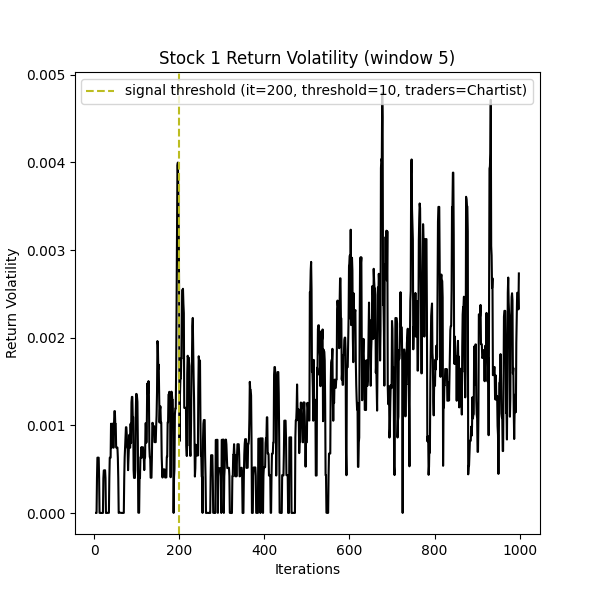 Stock 1 Return Volatility (window 5)
signal threshold (it=200, threshold=10, traders=Chartist)
Return Volatility
0.005
0.004
0.003
0.002
0.001
0.000
0 200 400 600 800 1000
Iterations